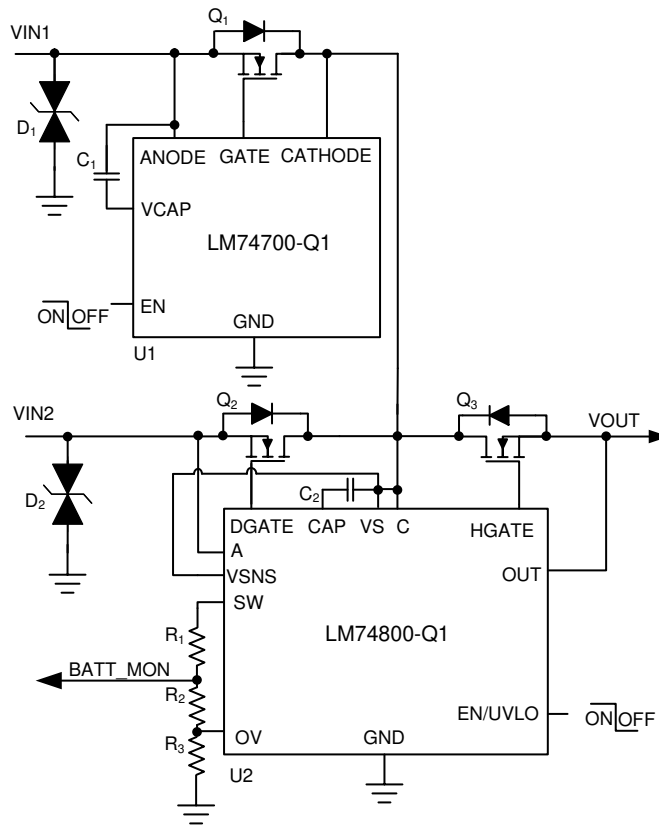 Q1
VIN1
D1
C1
ANODE GATE CATHODE
VCAP
LM74700-Q1
EN
ON OFF
GND
U1
Q2
Q3
VIN2
VOUT
D2
C2
DGATE CAP VS C HGATE
A
VSNS
OUT
SW
LM74800-Q1
R1
BATT_MON
R2
EN/UVLO
ON OFF
R3
OV
GND
U2